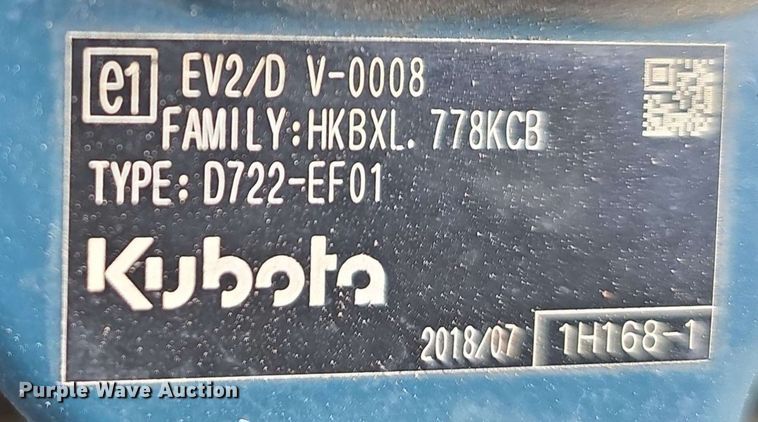 e1 EV2/D V-0008
FAMILY:HKBXL.778KCB
TYPE:D722-EF01
Kubota
2018/07 1H168-1
Purple Wave Auction